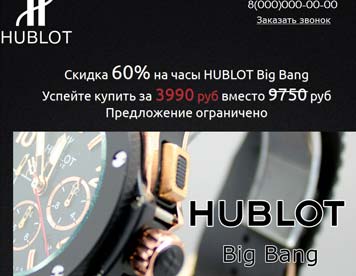 8(000)000-00-00
Заказать звонок
HUBLOT
Скидка 60% на часы HUBLOT Big Bang
Успейте купить за 3990 руб вместо 9750 руб
Предложение ограничено
HUBLOT
HUBLOT
Big Bang